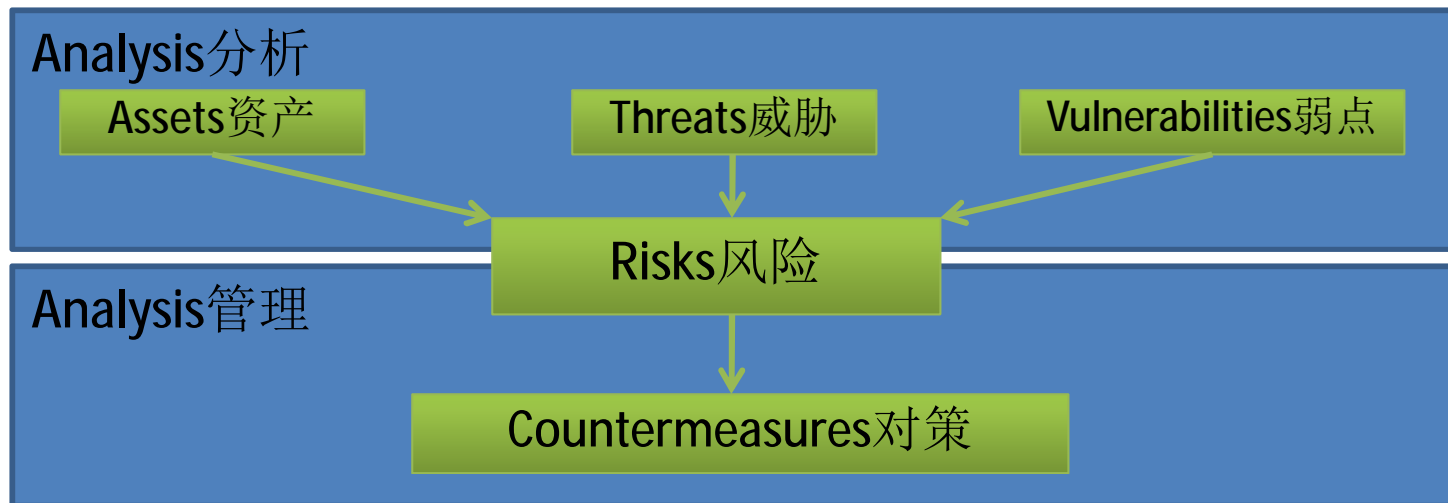 Analysis分析
Assets资产
Threats威胁
Vulnerabilities弱点
Risks风险
Analysis管理
Countermeasures对策